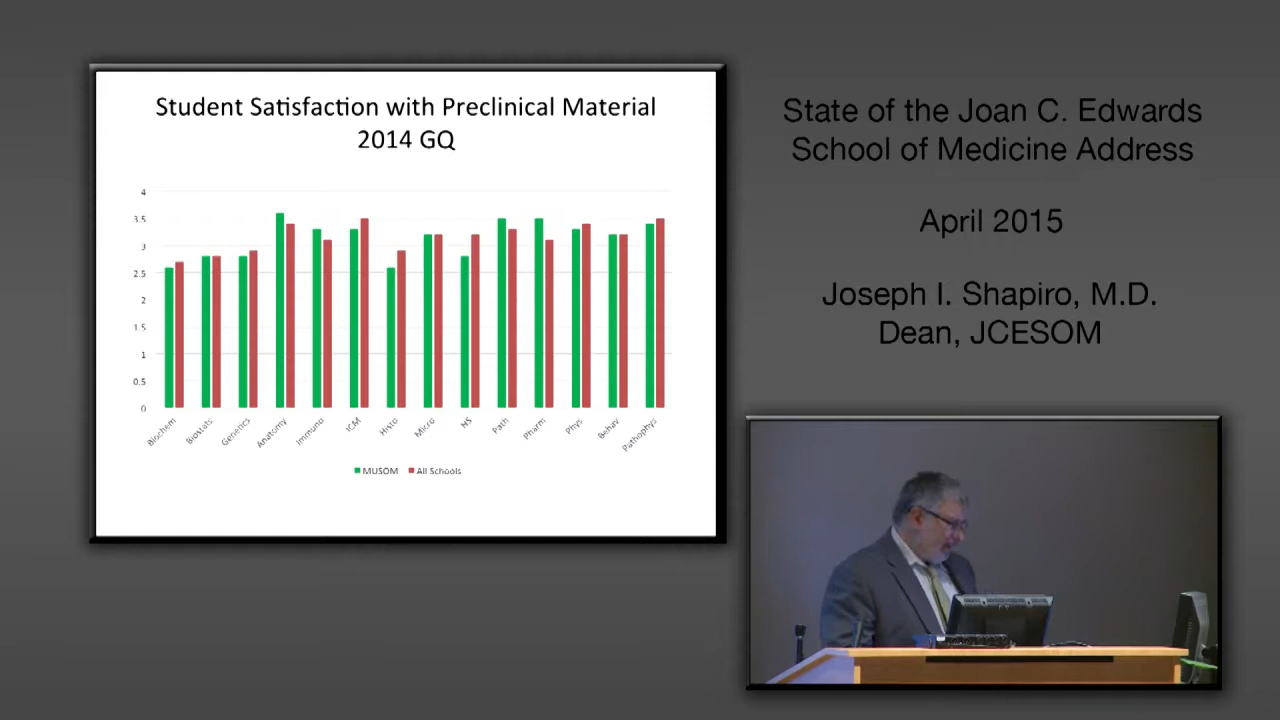 Student Satisfaction with Preclinical Material
2014 GQ
4
3.5
3
2.5
2
1.5
1
0.5
0
Biochem
Biostats
Genetics
Anatomy
Immuno
ICM
Histo
Micro
NS
Path
Pharm
Phys
Behav
Pathophys
MUSOM
All Schools
State of the Joan C. Edwards
School of Medicine Address
April 2015
Joseph I. Shapiro, M.D.
Dean, JCESOM